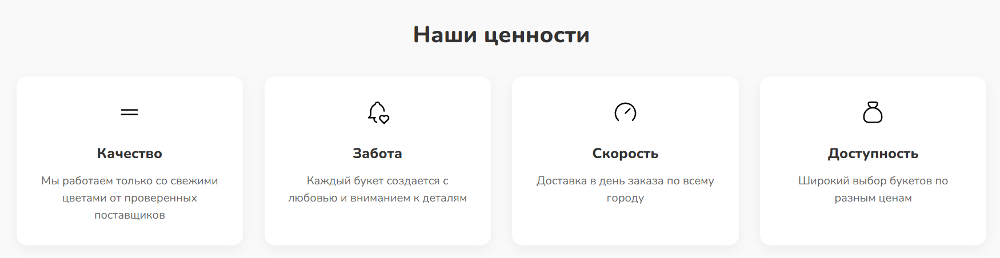 Наши ценности
Качество
Мы работаем только со свежими
цветами от проверенных
поставщиков
Забота
Каждый букет создается с
любовью и вниманием к деталям
Скорость
Доставка в день заказа по всему
городу
Доступность
Широкий выбор букетов по
разным ценам